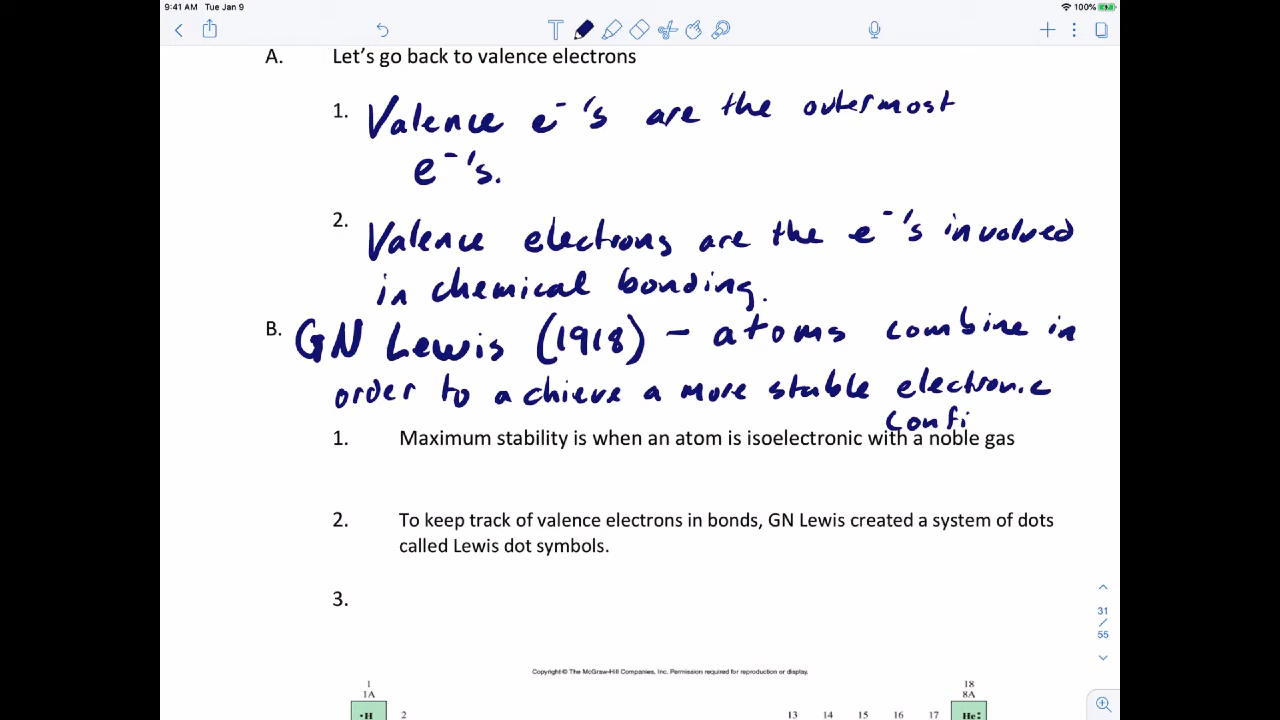 9:41 AM Tue Jan 9
100%
A. Let's go back to valence electrons
1. Valence e⁻'s are the outermost
e⁻'s.
2. Valence electrons are the e⁻'s involved
in chemical bonding.
B. GN Lewis (1918) – atoms combine in
order to achieve a more stable electronic
confi
1. Maximum stability is when an atom is isoelectronic with a noble gas
2. To keep track of valence electrons in bonds, GN Lewis created a system of dots
called Lewis dot symbols.
3.
31
/
55
Copyright © The McGraw-Hill Companies, Inc. Permission required for reproduction or display.
1 18
1A 8A
•H 2 13 14 15 16 17 He: